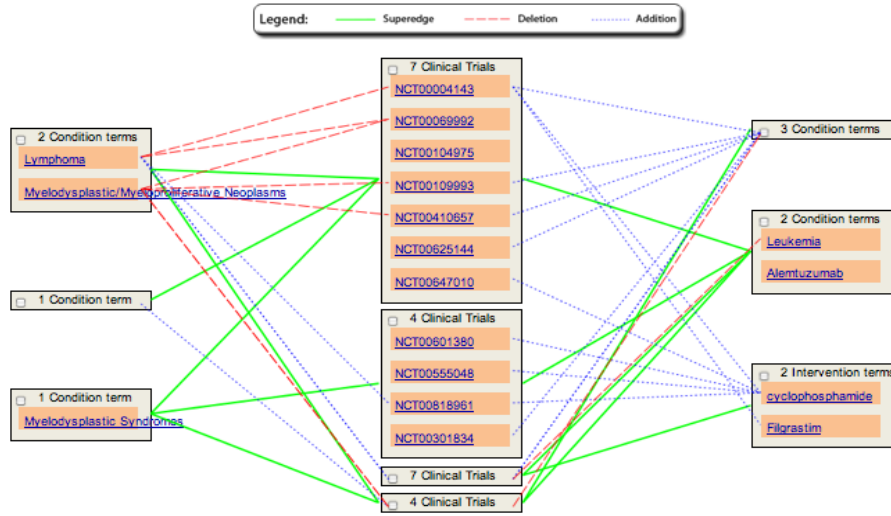 Legend: Superedge Deletion Addition
2 Condition terms
Lymphoma
Myelodysplastic/Myeloproliferative Neoplasms
1 Condition term
1 Condition term
Myelodysplastic Syndromes
7 Clinical Trials
NCT00004143
NCT00069992
NCT00104975
NCT00109993
NCT00410657
NCT00625144
NCT00647010
4 Clinical Trials
NCT00601380
NCT00555048
NCT00818961
NCT00301834
7 Clinical Trials
4 Clinical Trials
3 Condition terms
2 Condition terms
Leukemia
Alemtuzumab
2 Intervention terms
cyclophosphamide
Filgrastim